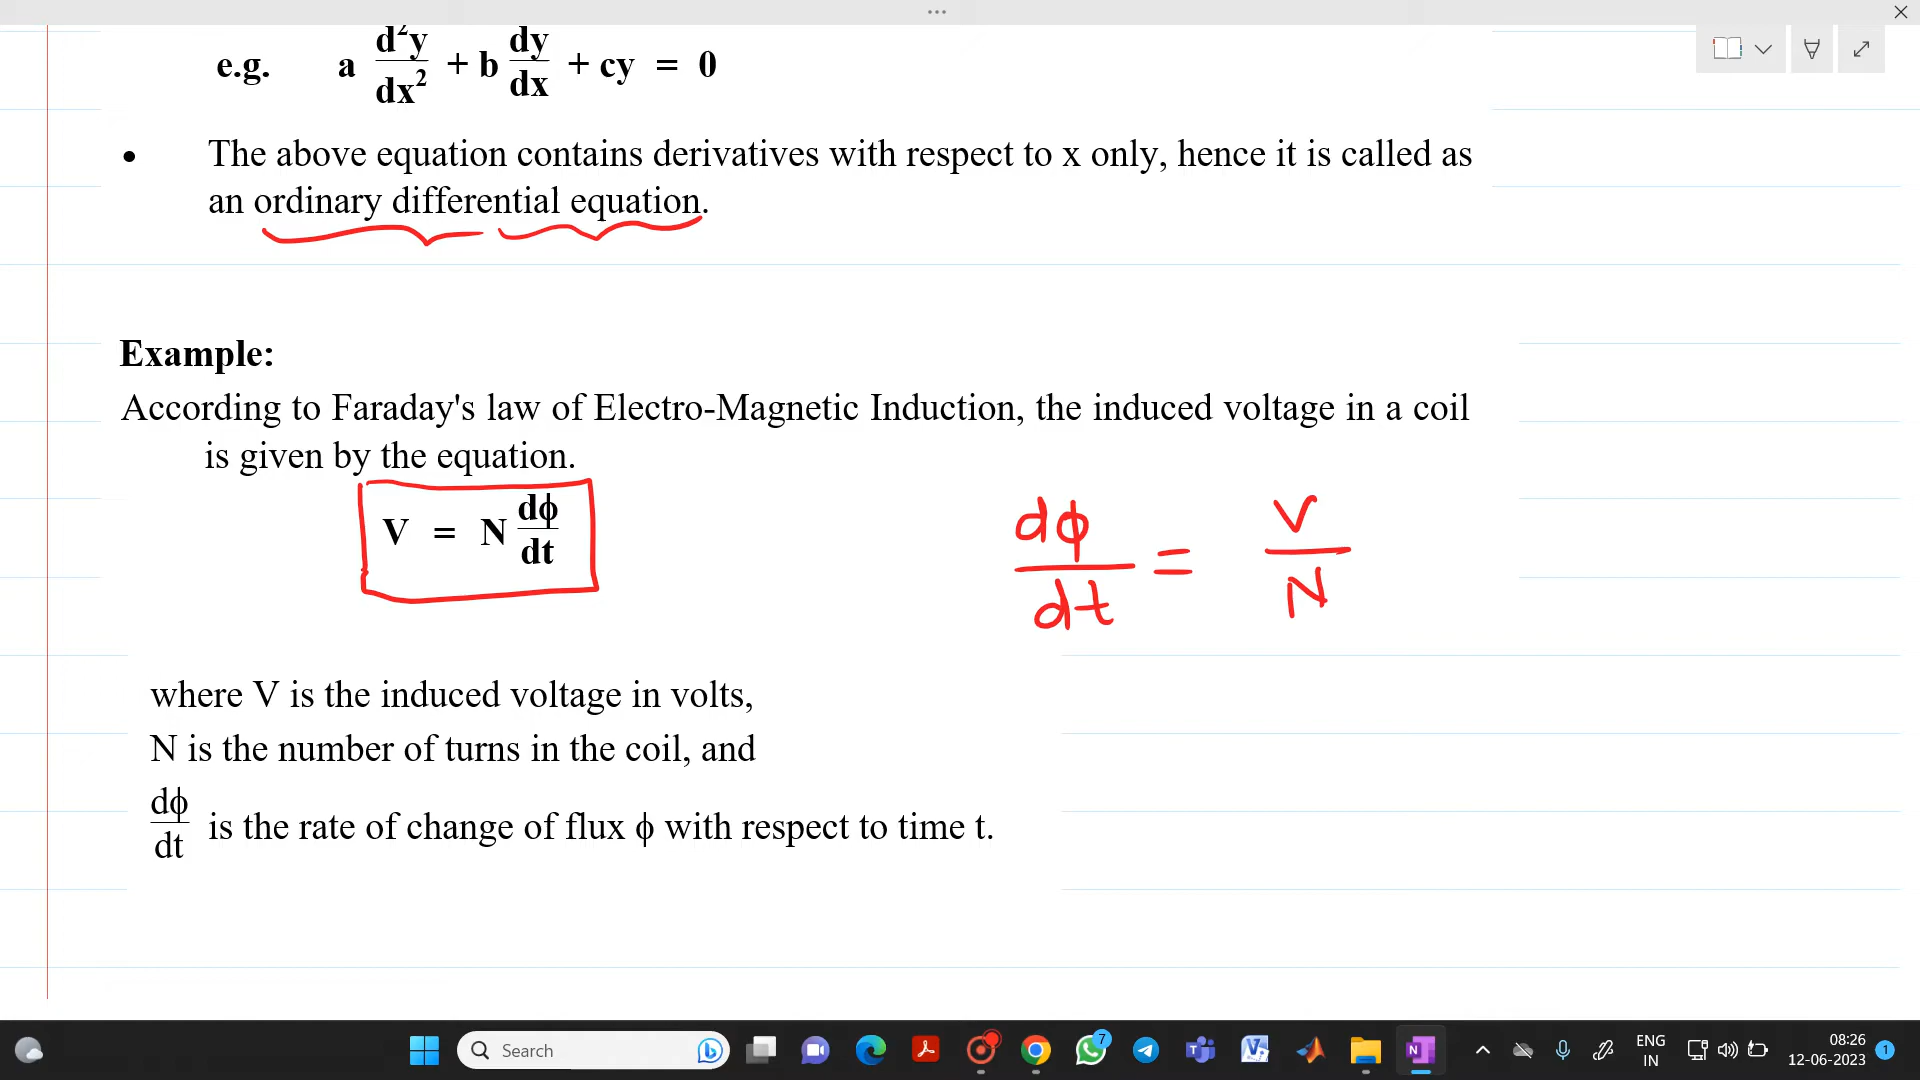 e.g. a d²y/dx² + b dy/dx + cy = 0
• The above equation contains derivatives with respect to x only, hence it is called as
an ordinary differential equation.
Example:
According to Faraday's law of Electro-Magnetic Induction, the induced voltage in a coil
is given by the equation.
V = N dϕ/dt
dϕ/dt = V/N
where V is the induced voltage in volts,
N is the number of turns in the coil, and
dϕ/dt is the rate of change of flux ϕ with respect to time t.
Search
7
ENG
IN
08:26
12-06-2023
1